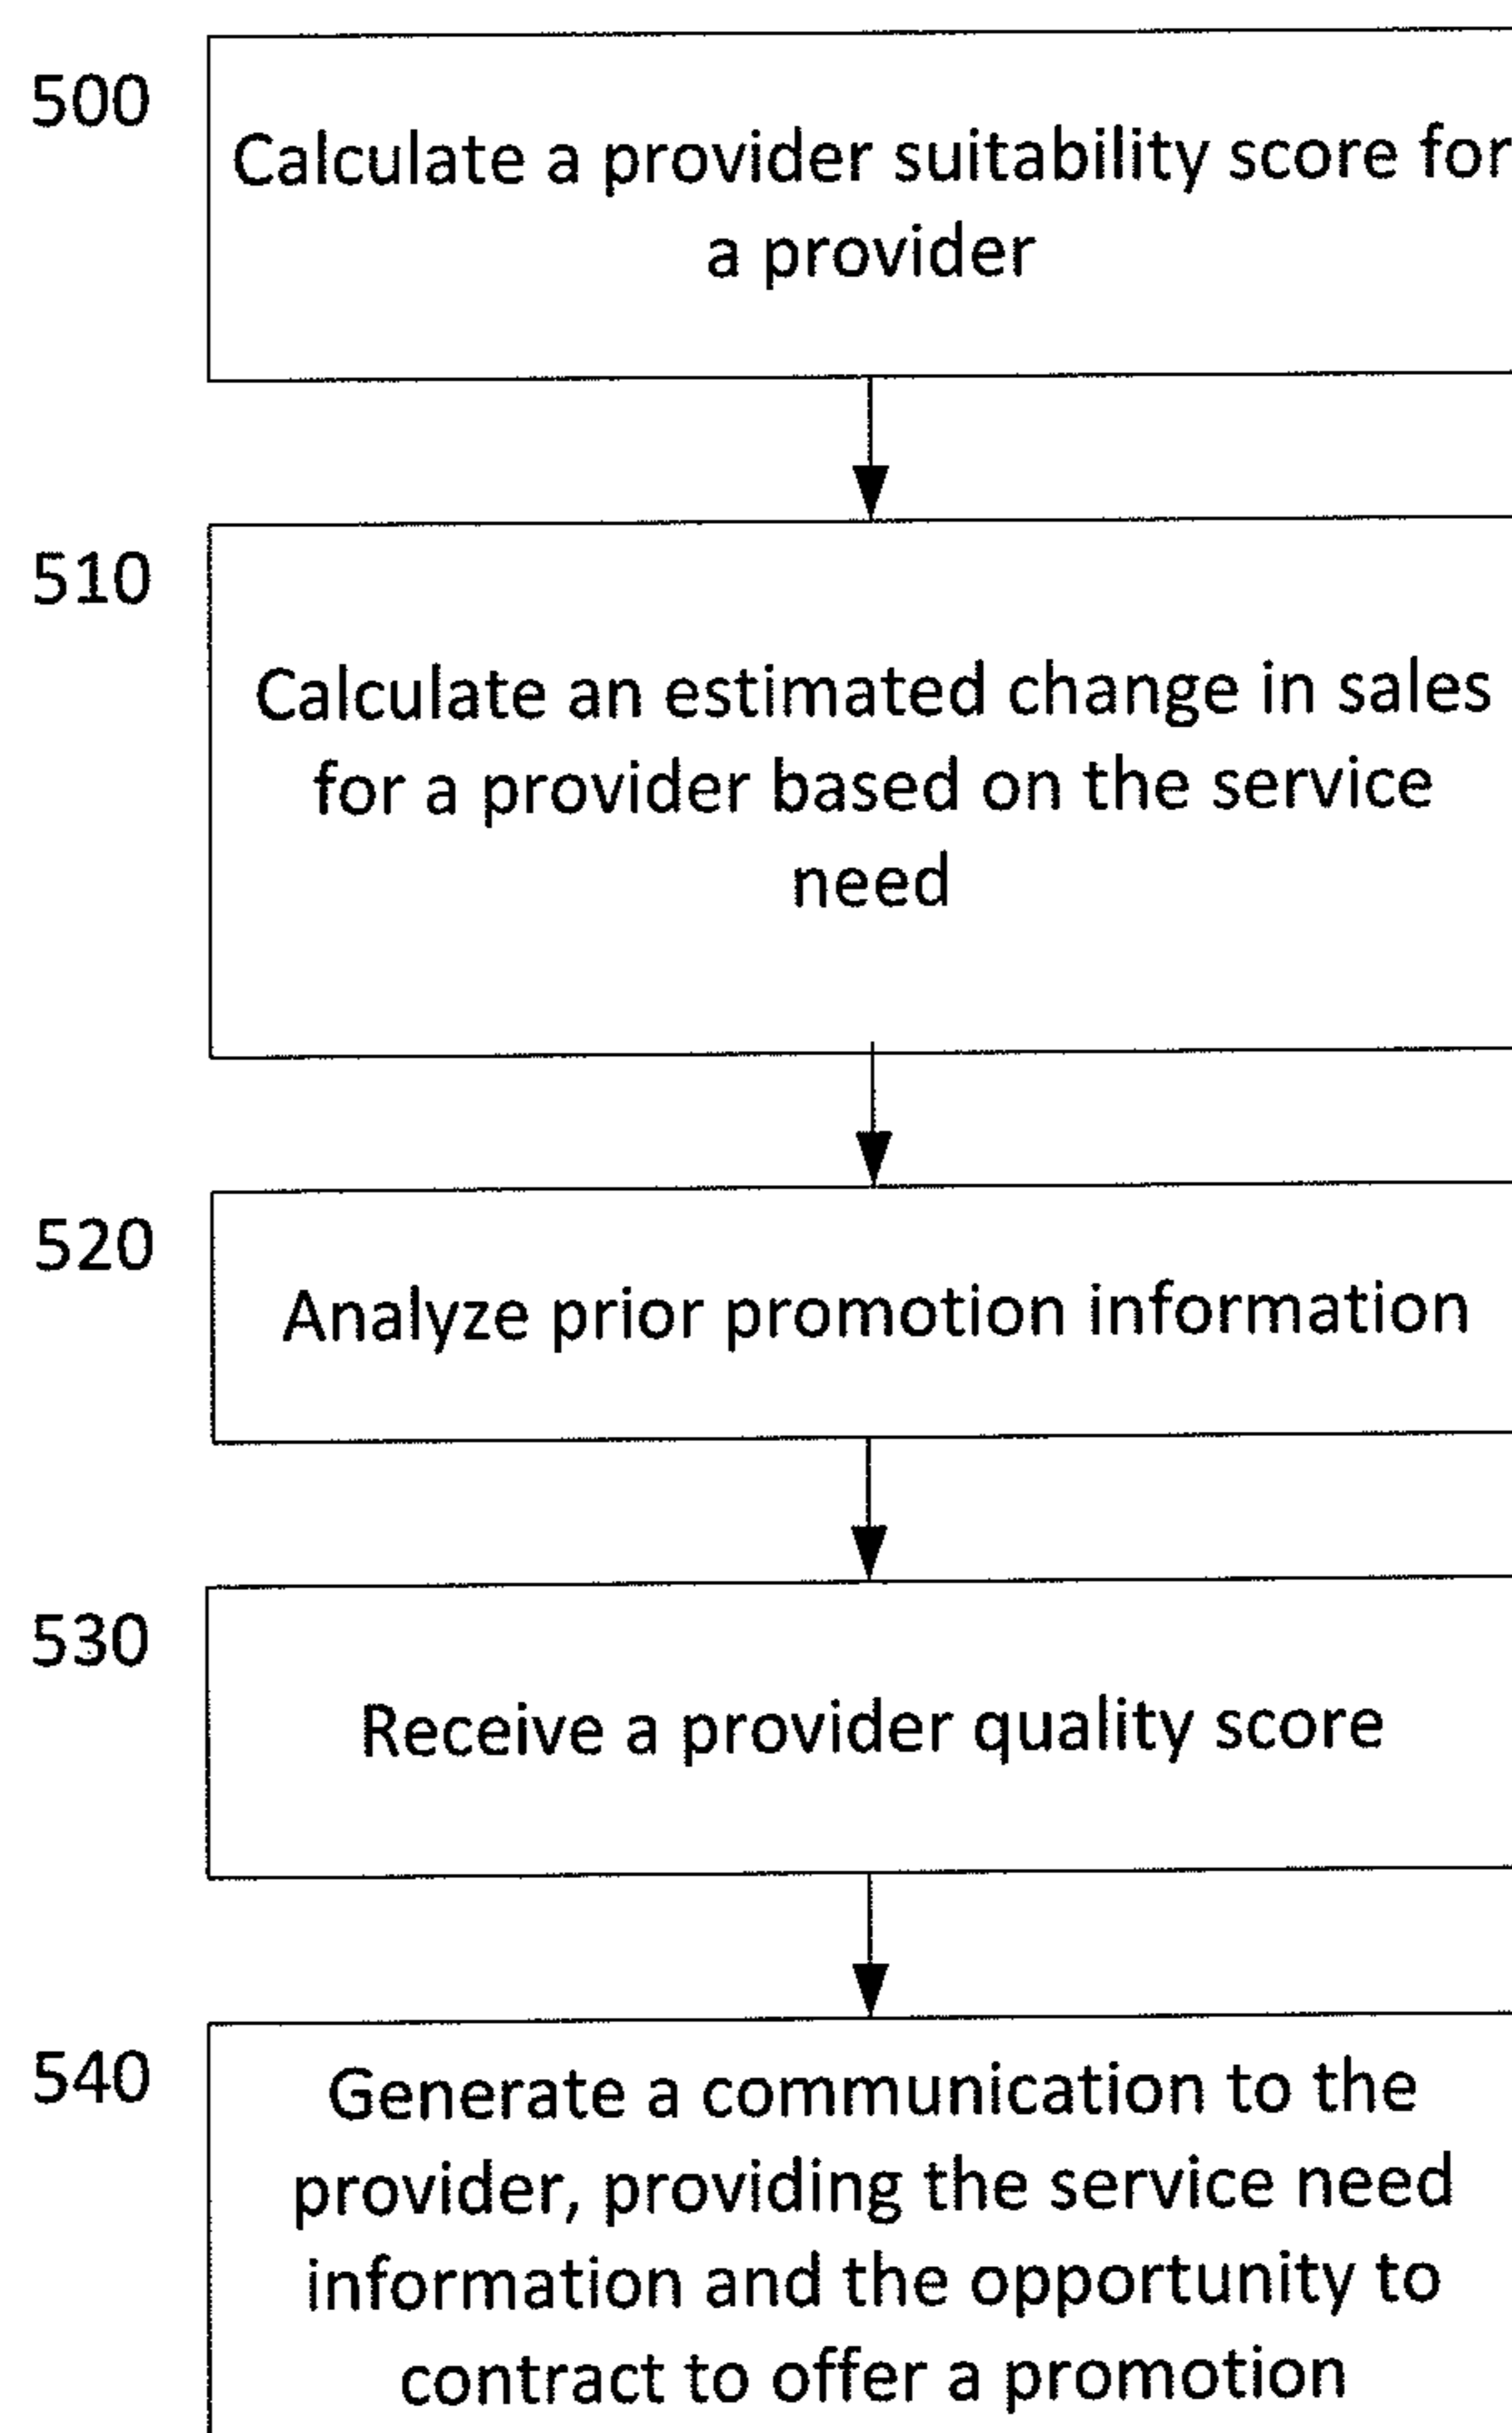 500
Calculate a provider suitability score for
a provider
510
Calculate an estimated change in sales
for a provider based on the service
need
520
Analyze prior promotion information
530
Receive a provider quality score
540
Generate a communication to the
provider, providing the service need
information and the opportunity to
contract to offer a promotion